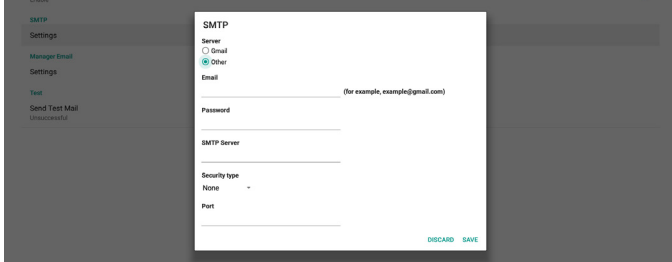 SMTP
Settings
Manager Email
Settings
Test
Send Test Mail
Unsuccessful
SMTP
Server
Gmail
Other
Email
(for example, example@gmail.com)
Password
SMTP Server
Security type
None
Port
DISCARD SAVE